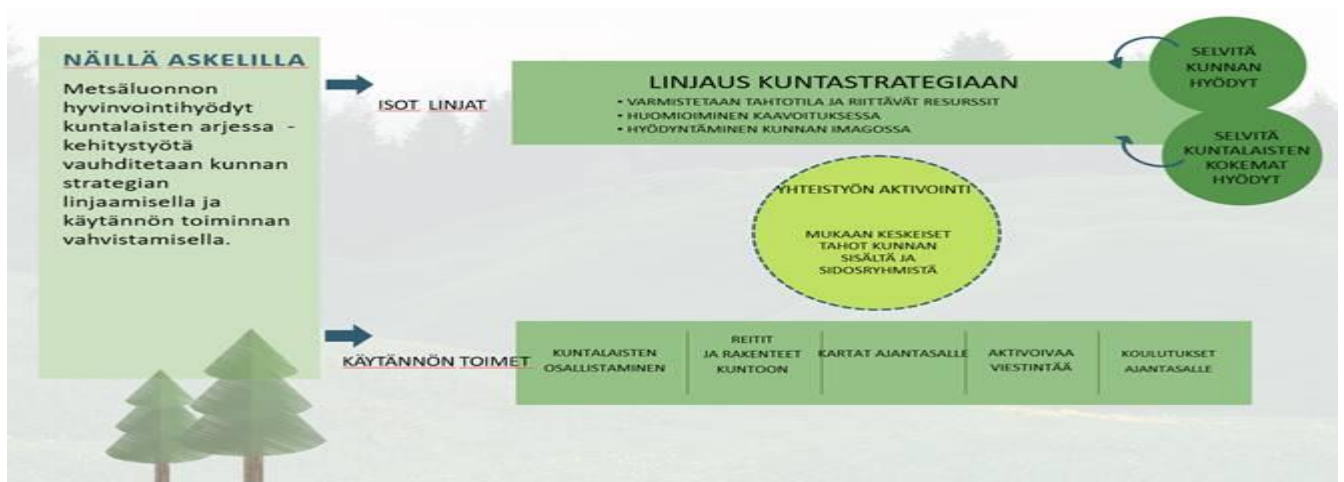 NÄILLÄ ASKELILLA
Metsäluonnon
hyvinvointihyödyt
kuntalaisten arjessa -
kehitystyötä
vauhditetaan kunnan
strategian
linjaamisella ja
käytännön toiminnan
vahvistamisella.
ISOT LINJAT
LINJAUS KUNTASTRATEGIAAN
• VARMISTETAAN TAHTOTILA JA RIITTÄVÄT RESURSSIT
• HUOMIOIMINEN KAAVOITUKSESSA
• HYÖDYNTÄMINEN KUNNAN IMAGOSSA
SELVITÄ
KUNNAN
HYÖDYT
SELVITÄ
KUNTALAISTEN
KOKEMAT
HYÖDYT
YHTEISTYÖN AKTIVOINTI
MUKAAN KESKEISET
TAHOT KUNNAN
SISÄLTÄ JA
SIDOSRYHMISTÄ
KÄYTÄNNÖN TOIMET
KUNTALAISTEN
OSALLISTAMINEN
REITIT
JA RAKENTEET
KUNTOON
KARTAT AJANTASALLE
AKTIVOIVAA
VIESTINTÄÄ
KOULUTUKSET
AJANTASALLE